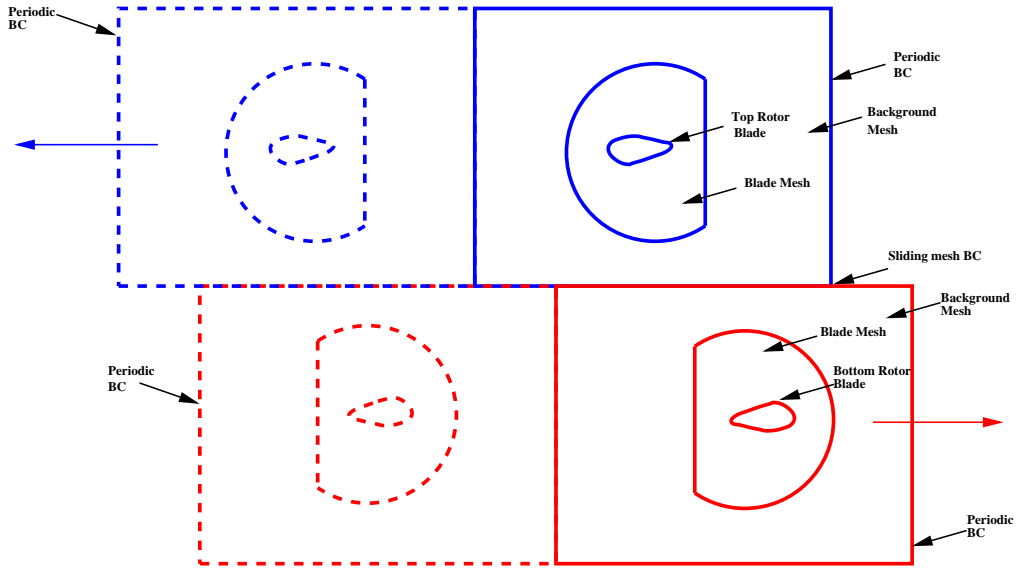 Periodic
BC
Periodic
BC
Top Rotor
Blade
Background
Mesh
Blade Mesh
Sliding mesh BC
Background
Mesh
Blade Mesh
Periodic
BC
Bottom Rotor
Blade
Periodic
BC